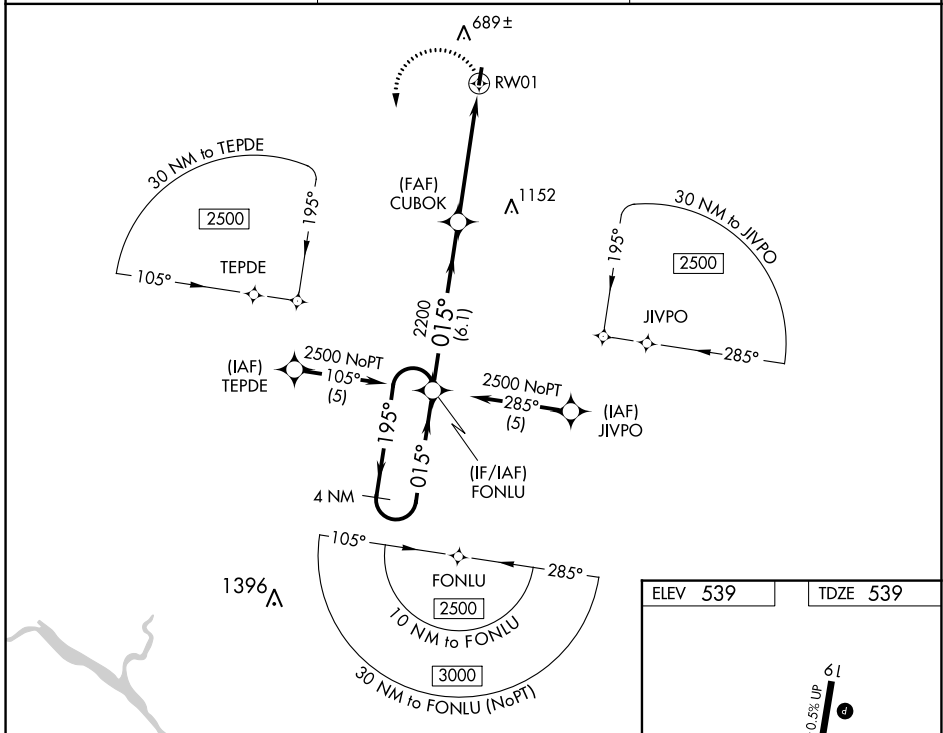 689±
RW01
30 NM to TEPDE
2500
195°
105°
TEPDE
(FAF)
CUBOK
1152
30 NM to JIVPO
195°
2500
JIVPO
285°
2200
015°
(6.1)
(IAF)
TEPDE
2500 NoPT
105°
(5)
2500 NoPT
285°
(5)
(IAF)
JIVPO
195°
015°
4 NM
(IF/IAF)
FONLU
105°
285°
FONLU
2500
10 NM to FONLU
3000
30 NM to FONLU (NoPT)
1396
ELEV 539
TDZE 539
19
0.5% UP
P